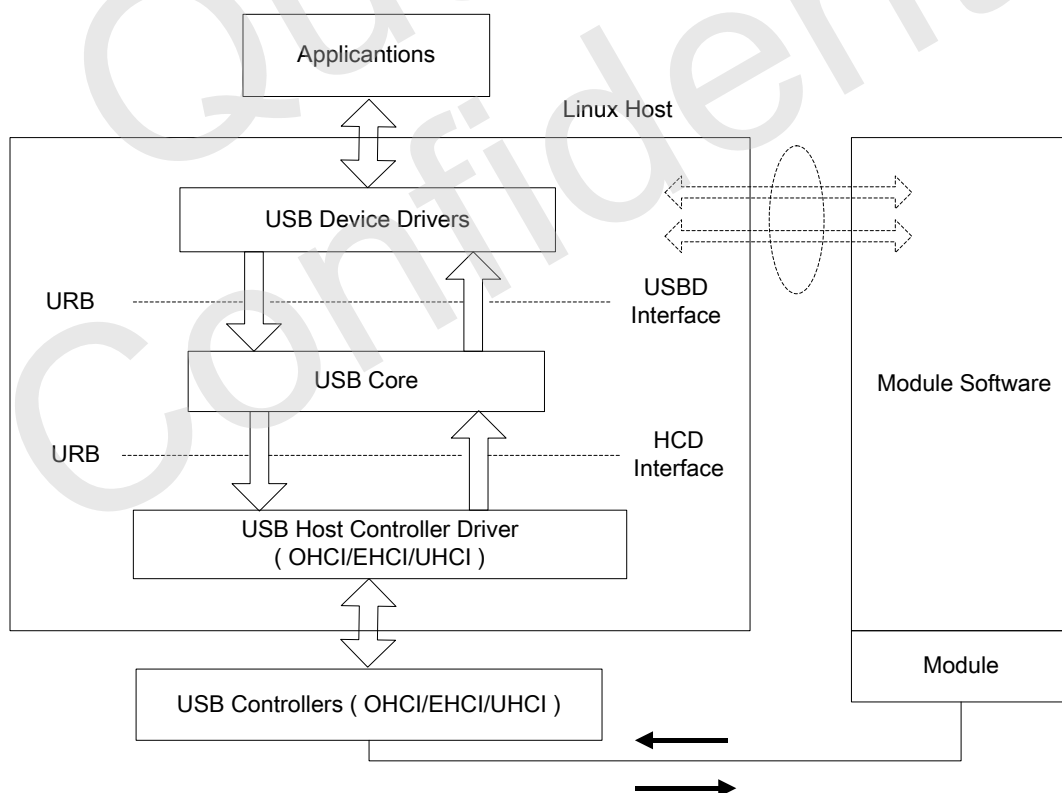 Applicantions
Linux Host
USB Device Drivers
URB
USBD
Interface
USB Core
Module Software
URB
HCD
Interface
USB Host Controller Driver
( OHCI/EHCI/UHCI )
Module
USB Controllers ( OHCI/EHCI/UHCI )